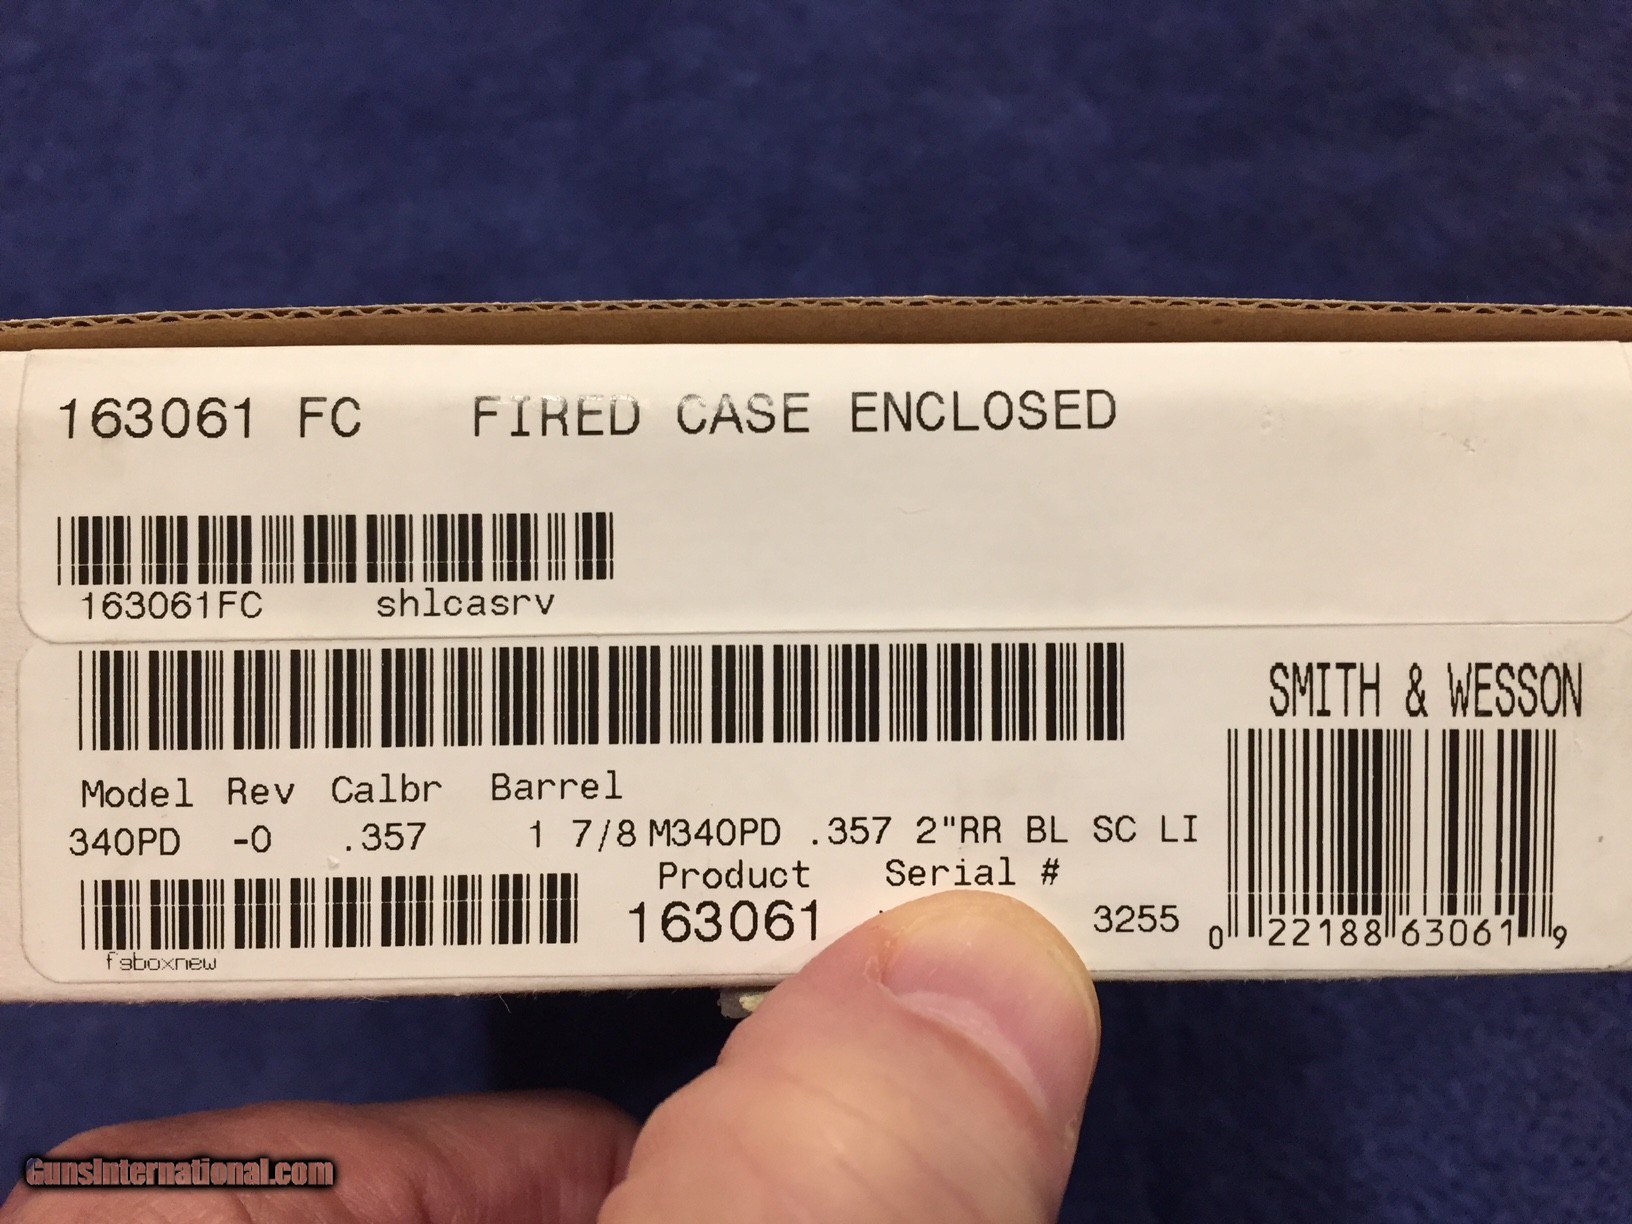 163061 FC FIRED CASE ENCLOSED
163061FC shlcasrv
SMITH & WESSON
Model Rev Calbr Barrel
340PD -0 .357 1 7/8 M340PD .357 2"RR BL SC LI
Product Serial #
163061 3255
0 22188 63061 9
fsboxnew
GunsInternational.com